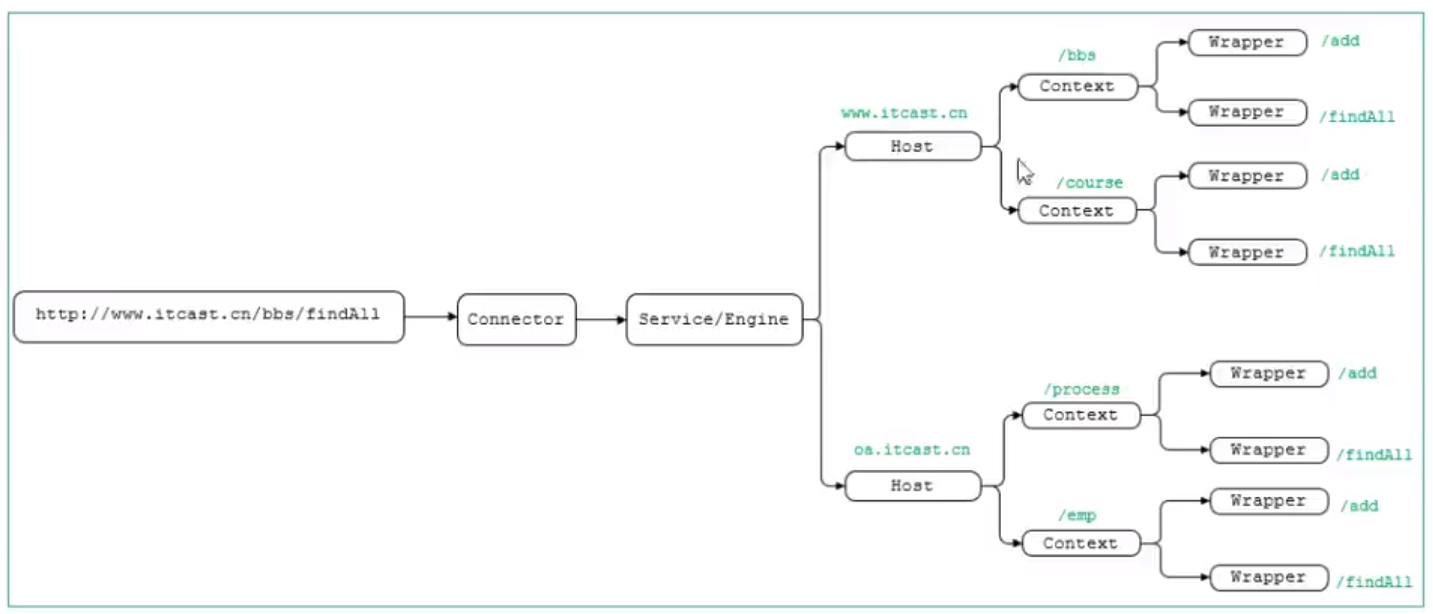 http://www.itcast.cn/bbs/findAll
Connector
Service/Engine
www.itcast.cn
Host
/bbs
Context
Wrapper /add
Wrapper /findAll
/course
Context
Wrapper /add
Wrapper /findAll
oa.itcast.cn
Host
/process
Context
Wrapper /add
Wrapper /findAll
/emp
Context
Wrapper /add
Wrapper /findAll